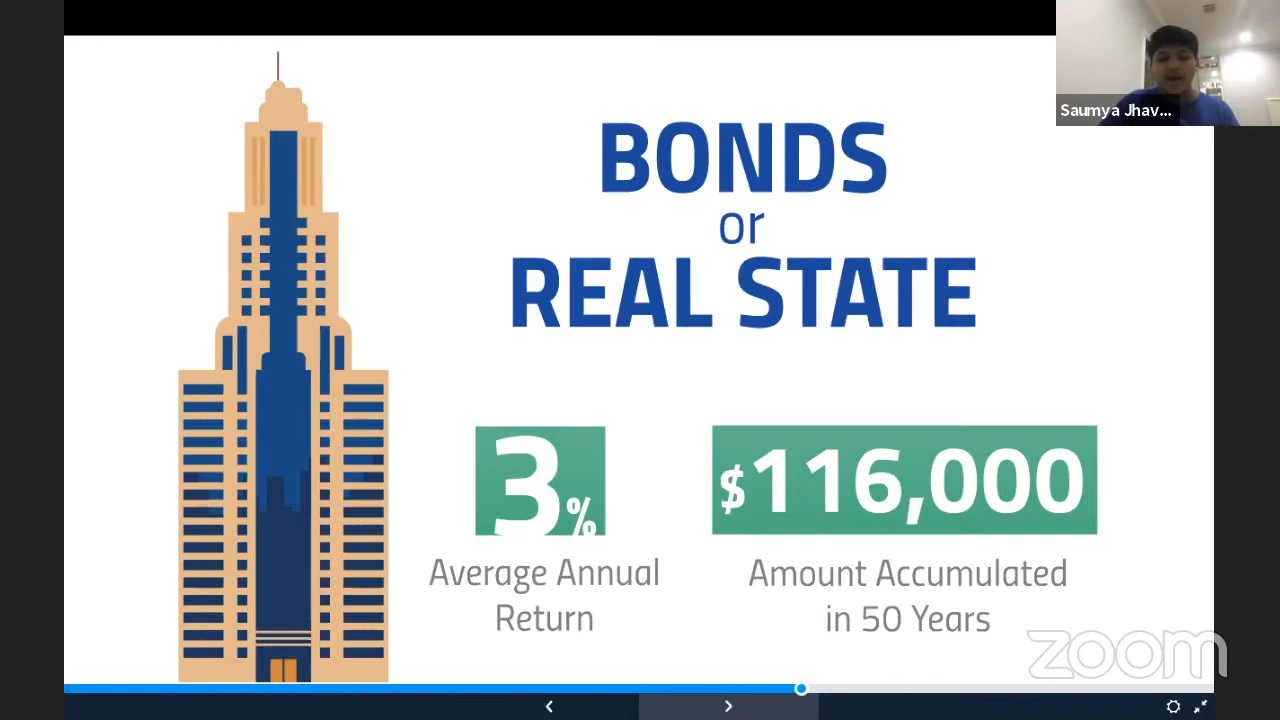 BONDS
or
REAL STATE
3%
Average Annual
Return
$116,000
Amount Accumulated
in 50 Years
Saumya Jhav...
zoom